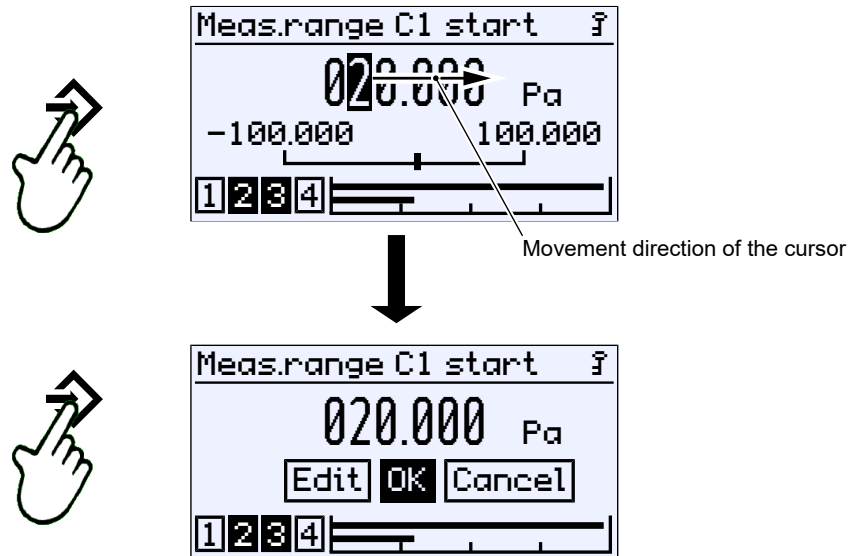 Meas.range C1 start
020.000 Pa
-100.000 100.000
1 2 3 4
Movement direction of the cursor
Meas.range C1 start
020.000 Pa
Edit OK Cancel
1 2 3 4